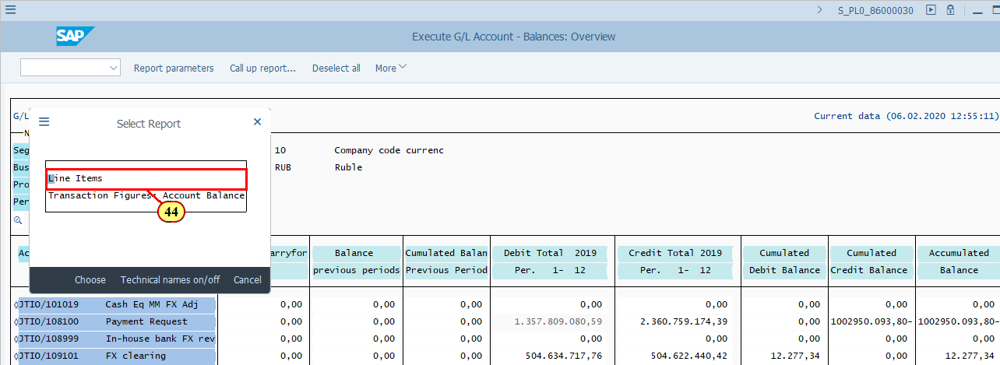 S_PL0_86000030
SAP Execute G/L Account - Balances: Overview
Report parameters Call up report... Deselect all More
G/L Current data (06.02.2020 12:55:11)
N
Select Report
Seg 10 Company code currenc
Bus RUB Ruble
Pro
Per
Line Items
Transaction Figures: Account Balance
44
Choose Technical names on/off Cancel
Ac arryfor Balance Cumulated Balan Debit Total 2019 Credit Total 2019 Cumulated Cumulated Accumulated
previous periods Previous Period Per. 1- 12 Per. 1- 12 Debit Balance Credit Balance Balance
JTIO/101019 Cash Eq MM FX Adj 0,00 0,00 0,00 0,00 0,00 0,00 0,00 0,00
JTIO/108100 Payment Request 0,00 0,00 0,00 1.357.809.080,59 2.360.759.174,39 0,00 1002950.093,80- 1002950.093,80-
JTIO/108999 In-house bank FX rev 0,00 0,00 0,00 0,00 0,00 0,00 0,00 0,00
JTIO/109101 FX clearing 0,00 0,00 0,00 504.634.717,76 504.622.440,42 12.277,34 0,00 12.277,34